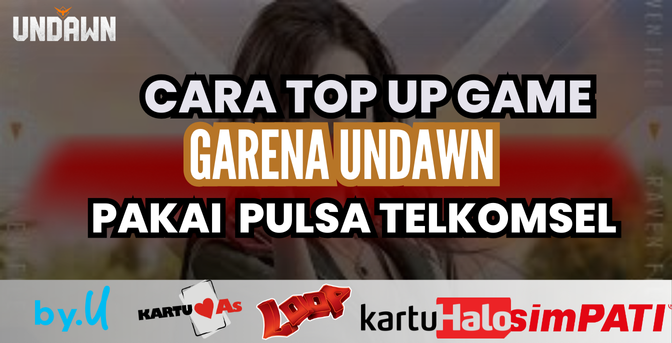 UNDAWN
CARA TOP UP GAME
GARENA UNDAWN
PAKAI PULSA TELKOMSEL
by.U KARTU As LOOP kartuHalo simPATI